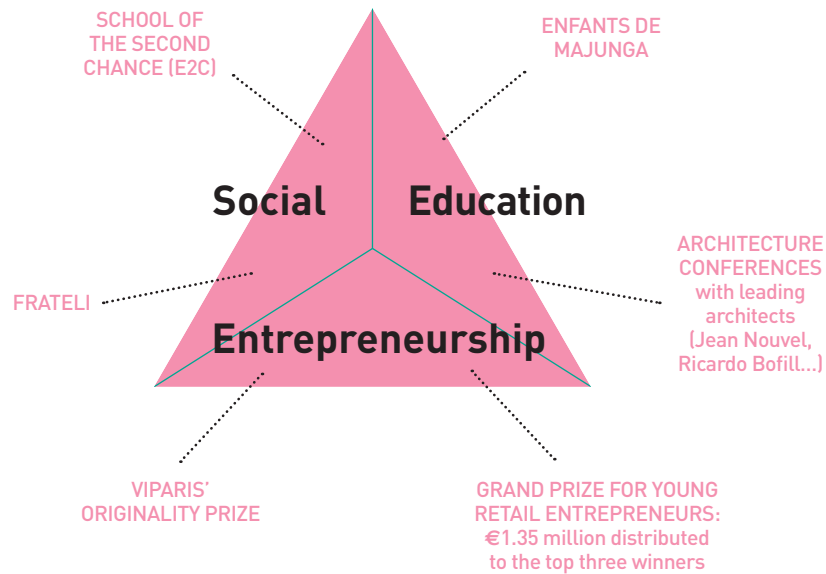 SCHOOL OF
THE SECOND
CHANCE (E2C)
ENFANTS DE
MAJUNGA
Social
Education
ARCHITECTURE
CONFERENCES
with leading
architects
(Jean Nouvel,
Ricardo Bofill...)
FRATELI
Entrepreneurship
VIPARIS'
ORIGINALITY PRIZE
GRAND PRIZE FOR YOUNG
RETAIL ENTREPRENEURS:
€1.35 million distributed
to the top three winners